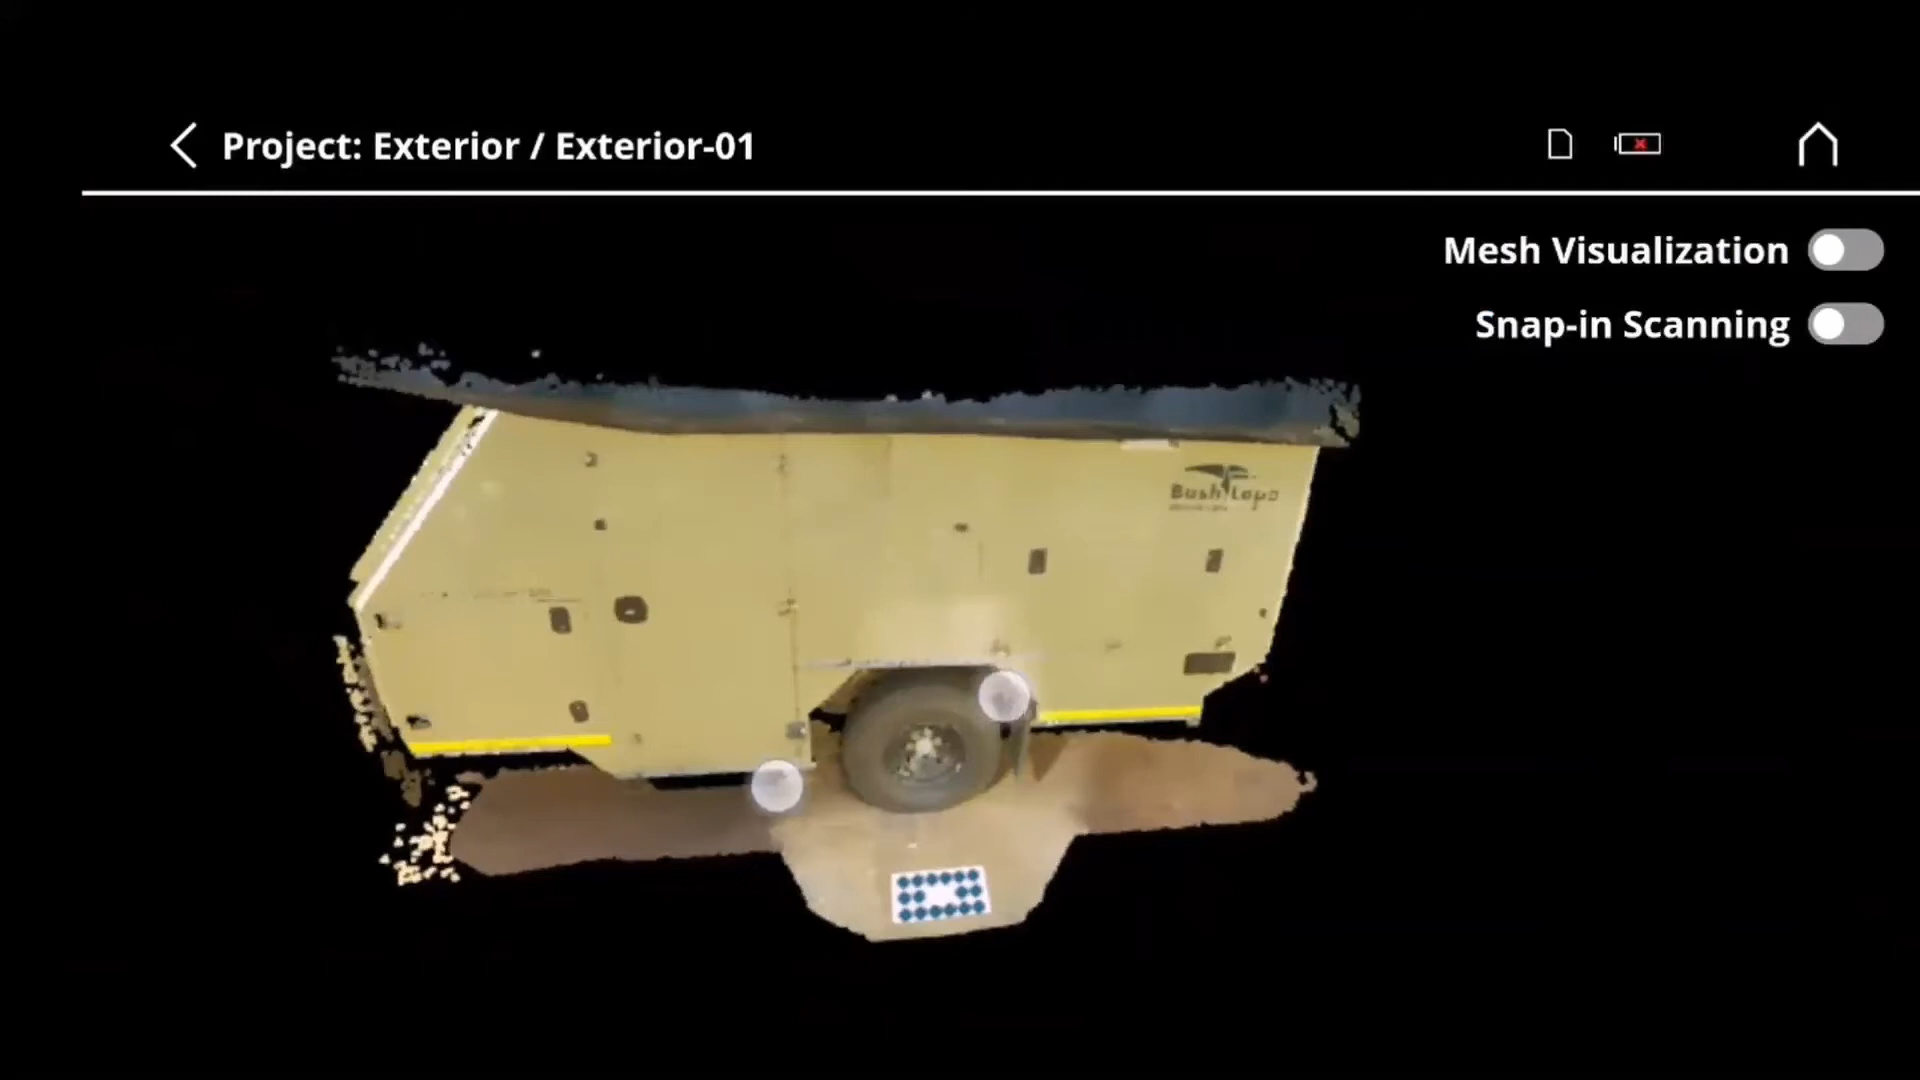 Project: Exterior / Exterior-01
Mesh Visualization
Snap-in Scanning
Bush Lapa